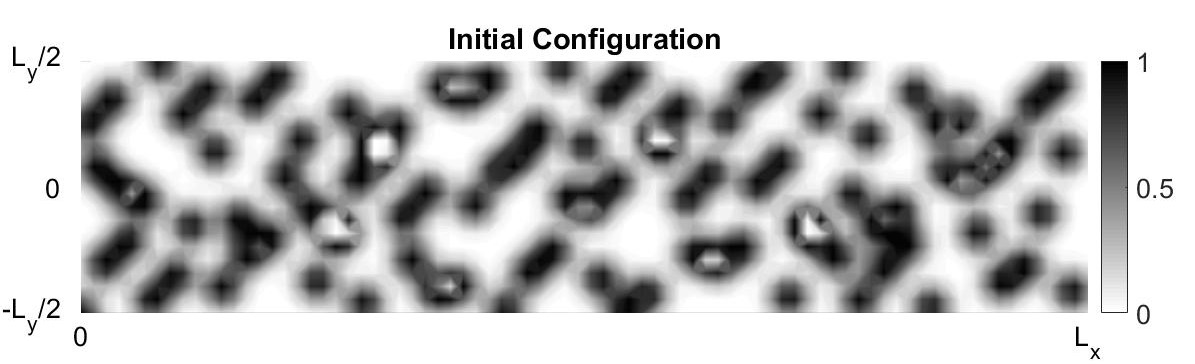 Initial Configuration
L_y/2
0
-L_y/2
0
L_x
1
0.5
0